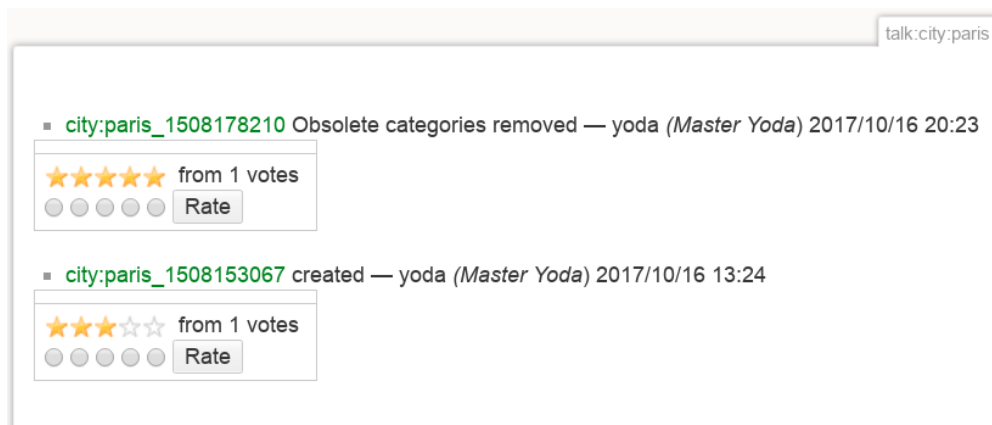 talk:city:paris
city:paris_1508178210 Obsolete categories removed — yoda (Master Yoda) 2017/10/16 20:23
from 1 votes
Rate
city:paris_1508153067 created — yoda (Master Yoda) 2017/10/16 13:24
from 1 votes
Rate